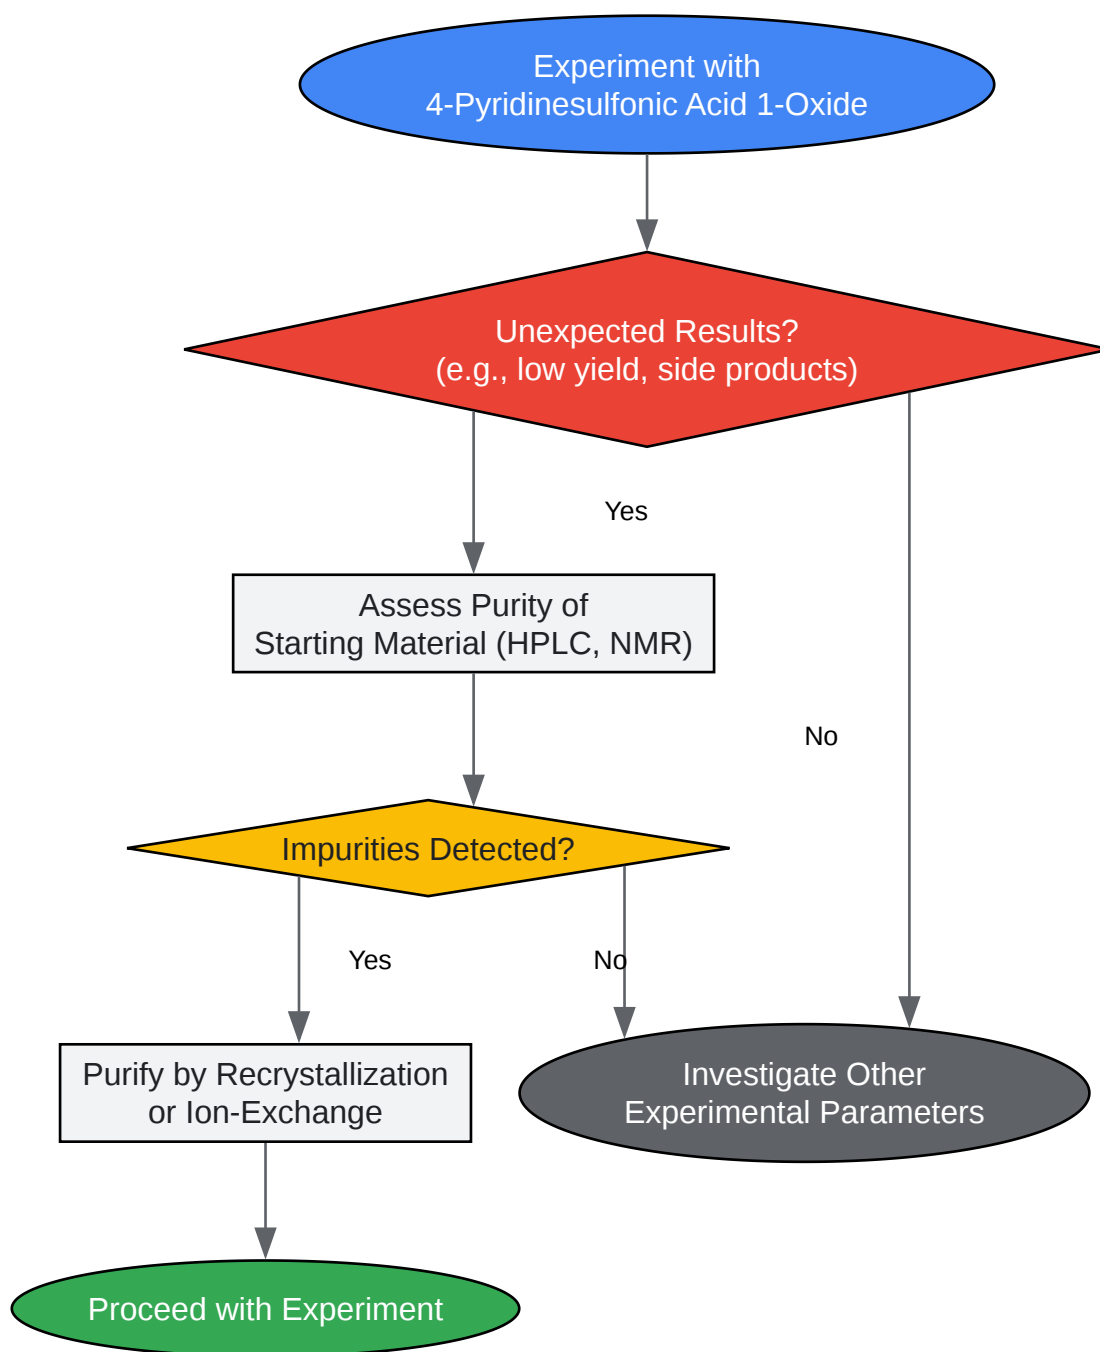 Experiment with
4-Pyridinesulfonic Acid 1-Oxide
Unexpected Results?
(e.g., low yield, side products)
Yes
Assess Purity of
Starting Material (HPLC, NMR)
No
Impurities Detected?
Yes
No
Purify by Recrystallization
or Ion-Exchange
Investigate Other
Experimental Parameters
Proceed with Experiment